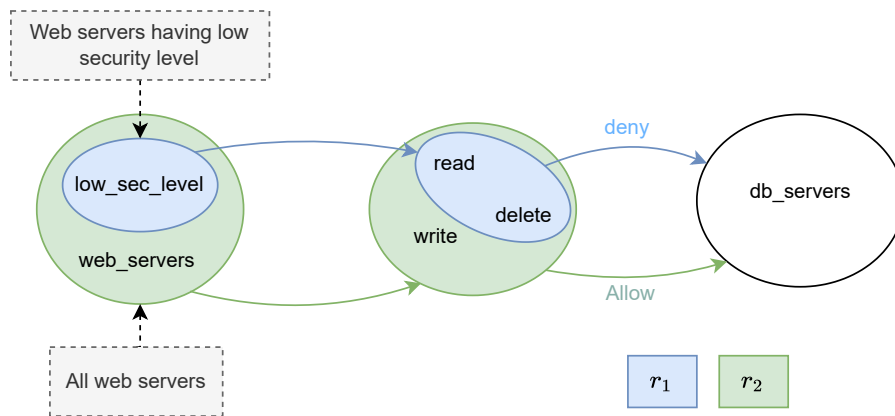 Web servers having low
security level
low_sec_level
web_servers
All web servers
read
delete
write
deny
Allow
db_servers
r₁
r₂